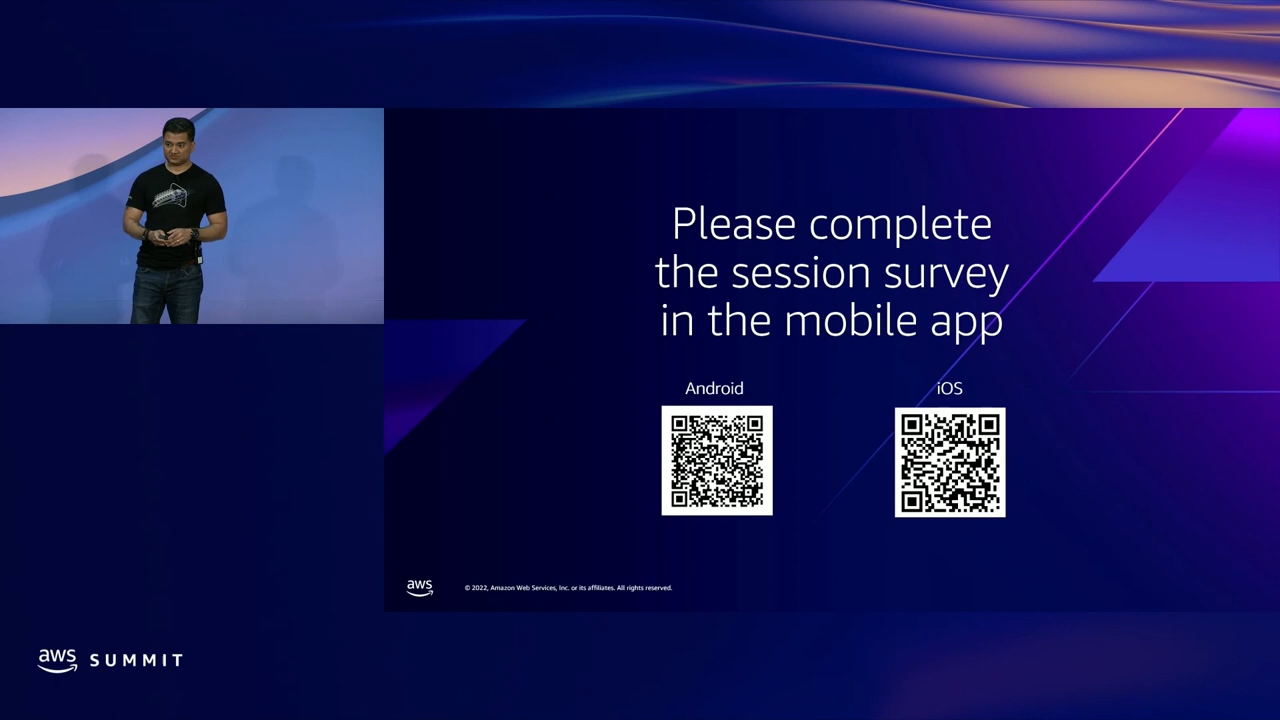 Please complete
the session survey
in the mobile app
Android
iOS
aws
© 2022, Amazon Web Services, Inc. or its affiliates. All rights reserved.
aws SUMMIT